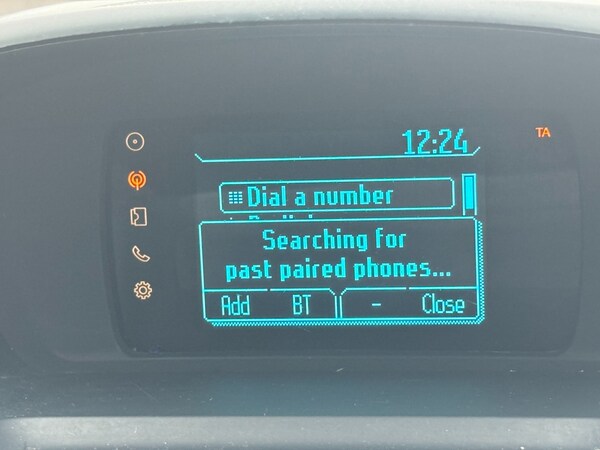 12:24
TA
Dial a number
Searching for
past paired phones...
Add BT - Close